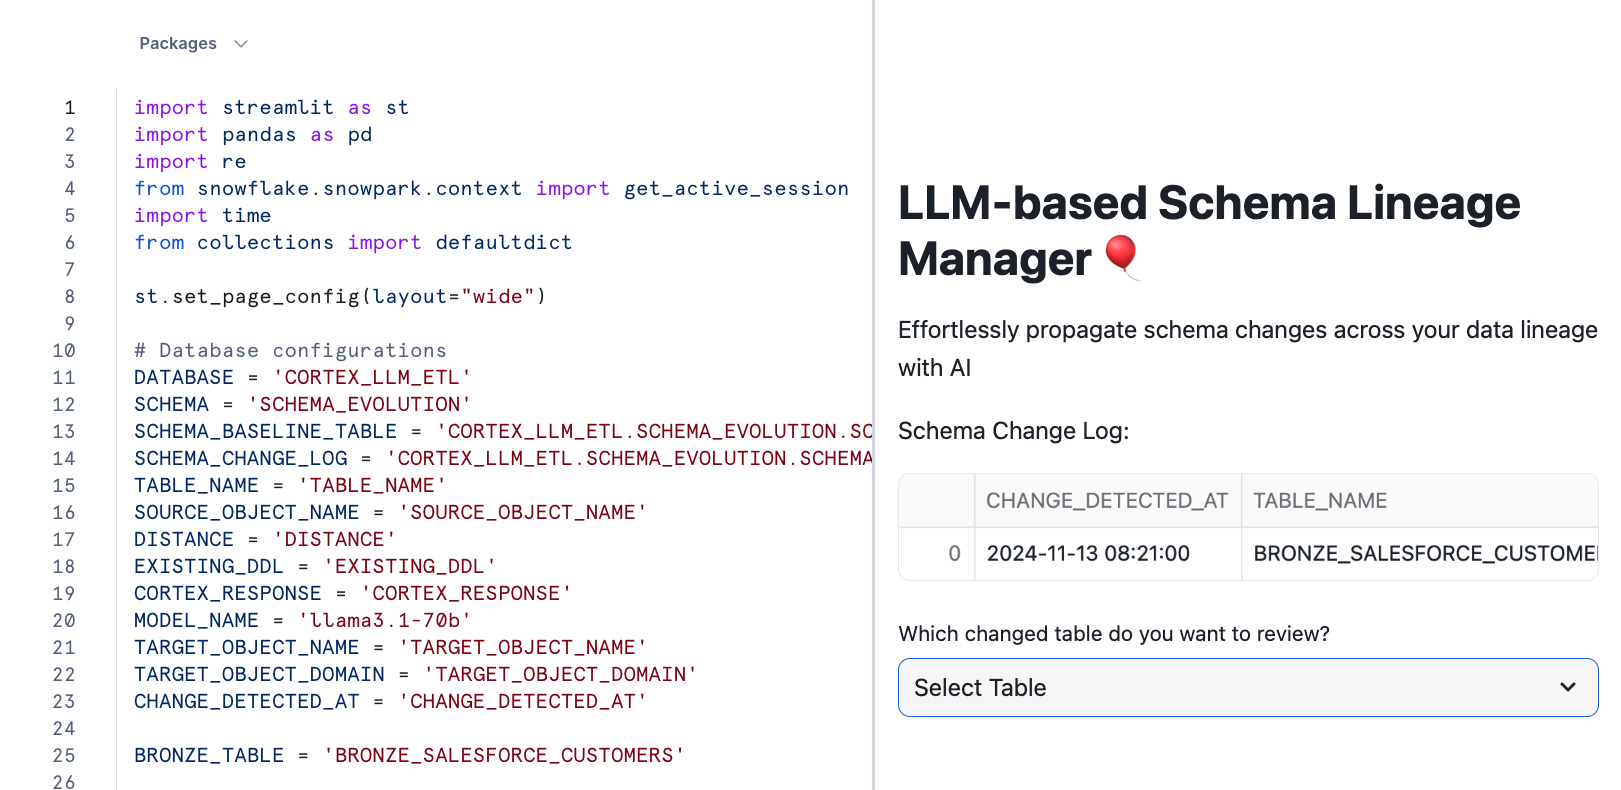 Packages
1 import streamlit as st
2 import pandas as pd
3 import re
4 from snowflake.snowpark.context import get_active_session
5 import time
6 from collections import defaultdict
7
8 st.set_page_config(layout="wide")
9
10 # Database configurations
11 DATABASE = 'CORTEX_LLM_ETL'
12 SCHEMA = 'SCHEMA_EVOLUTION'
13 SCHEMA_BASELINE_TABLE = 'CORTEX_LLM_ETL.SCHEMA_EVOLUTION.SC
14 SCHEMA_CHANGE_LOG = 'CORTEX_LLM_ETL.SCHEMA_EVOLUTION.SCHEMA
15 TABLE_NAME = 'TABLE_NAME'
16 SOURCE_OBJECT_NAME = 'SOURCE_OBJECT_NAME'
17 DISTANCE = 'DISTANCE'
18 EXISTING_DDL = 'EXISTING_DDL'
19 CORTEX_RESPONSE = 'CORTEX_RESPONSE'
20 MODEL_NAME = 'llama3.1-70b'
21 TARGET_OBJECT_NAME = 'TARGET_OBJECT_NAME'
22 TARGET_OBJECT_DOMAIN = 'TARGET_OBJECT_DOMAIN'
23 CHANGE_DETECTED_AT = 'CHANGE_DETECTED_AT'
24
25 BRONZE_TABLE = 'BRONZE_SALESFORCE_CUSTOMERS'
26
LLM-based Schema Lineage
Manager 🎈
Effortlessly propagate schema changes across your data lineage
with AI
Schema Change Log:
CHANGE_DETECTED_AT TABLE_NAME
0 2024-11-13 08:21:00 BRONZE_SALESFORCE_CUSTOME
Which changed table do you want to review?
Select Table